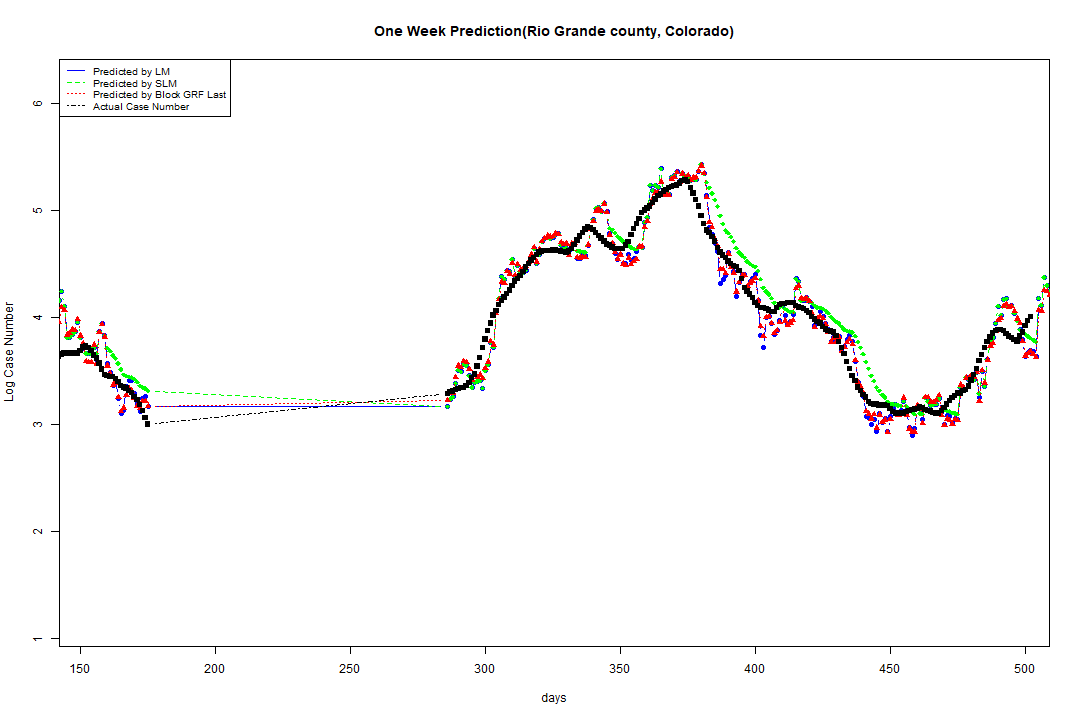 One Week Prediction(Rio Grande county, Colorado)
Predicted by LM
Predicted by SLM
Predicted by Block GRF Last
Actual Case Number
6
5
4
3
2
1
Log Case Number
150 200 250 300 350 400 450 500
days